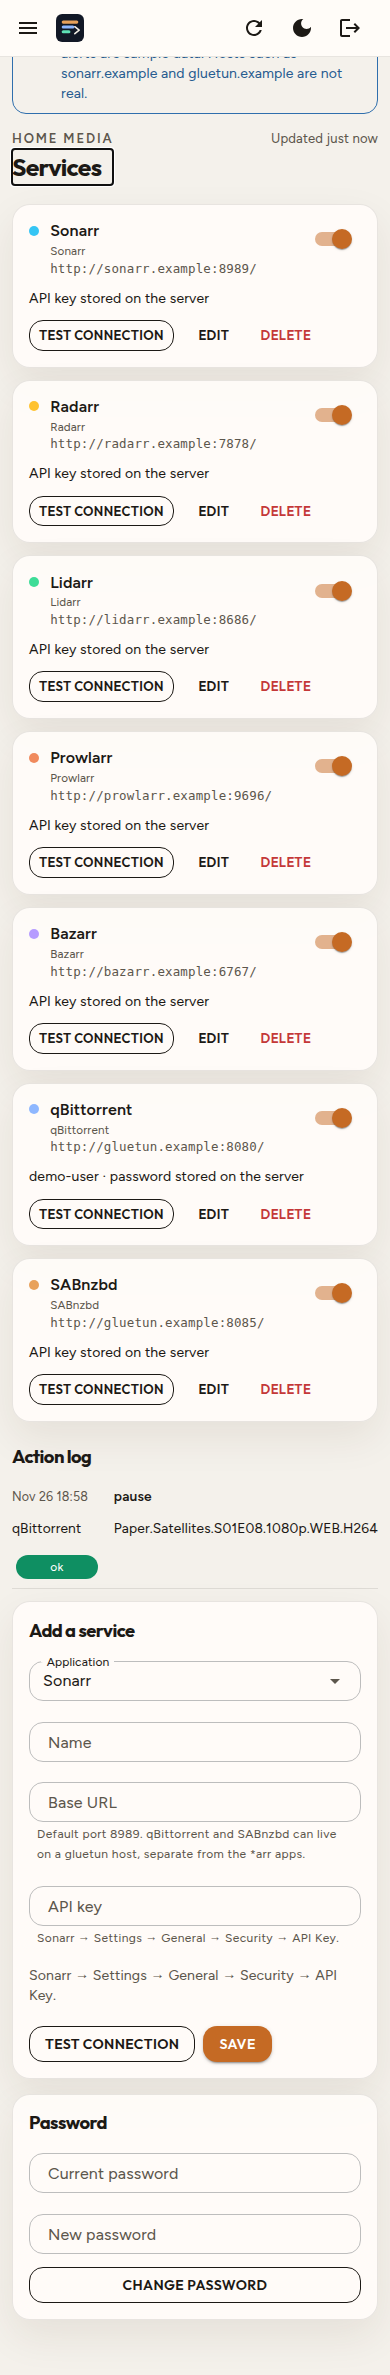 sonarr.example and gluetun.example are not
real.
HOME MEDIA
Updated just now
Services
Sonarr
Sonarr
http://sonarr.example:8989/
API key stored on the server
TEST CONNECTION EDIT DELETE
Radarr
Radarr
http://radarr.example:7878/
API key stored on the server
TEST CONNECTION EDIT DELETE
Lidarr
Lidarr
http://lidarr.example:8686/
API key stored on the server
TEST CONNECTION EDIT DELETE
Prowlarr
Prowlarr
http://prowlarr.example:9696/
API key stored on the server
TEST CONNECTION EDIT DELETE
Bazarr
Bazarr
http://bazarr.example:6767/
API key stored on the server
TEST CONNECTION EDIT DELETE
qBittorrent
qBittorrent
http://gluetun.example:8080/
demo-user · password stored on the server
TEST CONNECTION EDIT DELETE
SABnzbd
SABnzbd
http://gluetun.example:8085/
API key stored on the server
TEST CONNECTION EDIT DELETE
Action log
Nov 26 18:58 pause
qBittorrent Paper.Satellites.S01E08.1080p.WEB.H264
ok
Add a service
Application
Sonarr
Name
Base URL
Default port 8989. qBittorrent and SABnzbd can live
on a gluetun host, separate from the *arr apps.
API key
Sonarr → Settings → General → Security → API Key.
Sonarr → Settings → General → Security → API
Key.
TEST CONNECTION SAVE
Password
Current password
New password
CHANGE PASSWORD